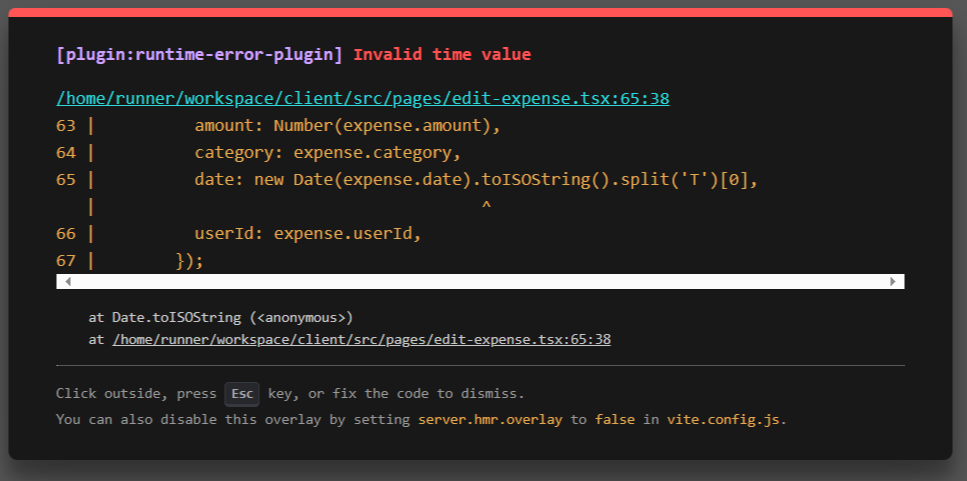 [plugin:runtime-error-plugin] Invalid time value
/home/runner/workspace/client/src/pages/edit-expense.tsx:65:38
63 |          amount: Number(expense.amount),
64 |          category: expense.category,
65 |          date: new Date(expense.date).toISOString().split('T')[0],
   |                                      ^
66 |          userId: expense.userId,
67 |        });
at Date.toISOString (<anonymous>)
at /home/runner/workspace/client/src/pages/edit-expense.tsx:65:38
Click outside, press Esc key, or fix the code to dismiss.
You can also disable this overlay by setting server.hmr.overlay to false in vite.config.js.